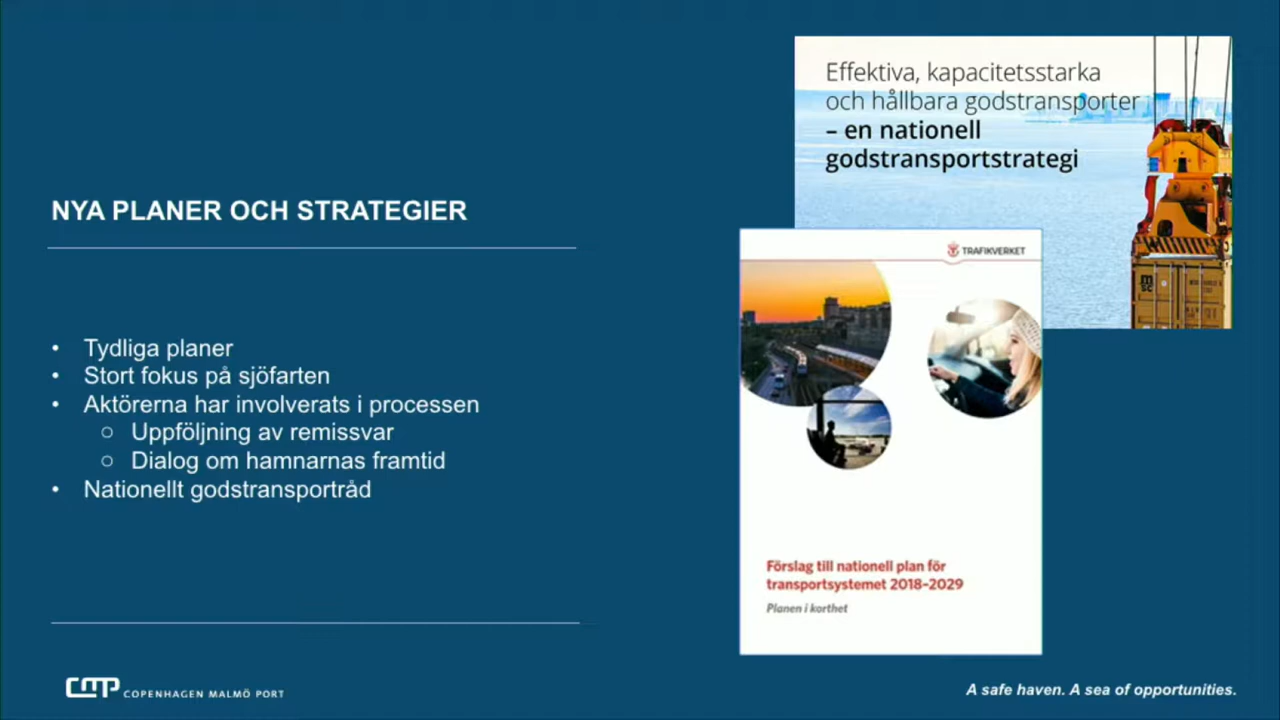 NYA PLANER OCH STRATEGIER
• Tydliga planer
• Stort fokus på sjöfarten
• Aktörerna har involverats i processen
○ Uppföljning av remissvar
○ Dialog om hamnarnas framtid
• Nationellt godstransportråd
Effektiva, kapacitetsstarka
och hållbara godstransporter
– en nationell
godstransportstrategi
msc
TRAFIKVERKET
Förslag till nationell plan för
transportsystemet 2018–2029
Planen i korthet
CMP COPENHAGEN MALMÖ PORT
A safe haven. A sea of opportunities.